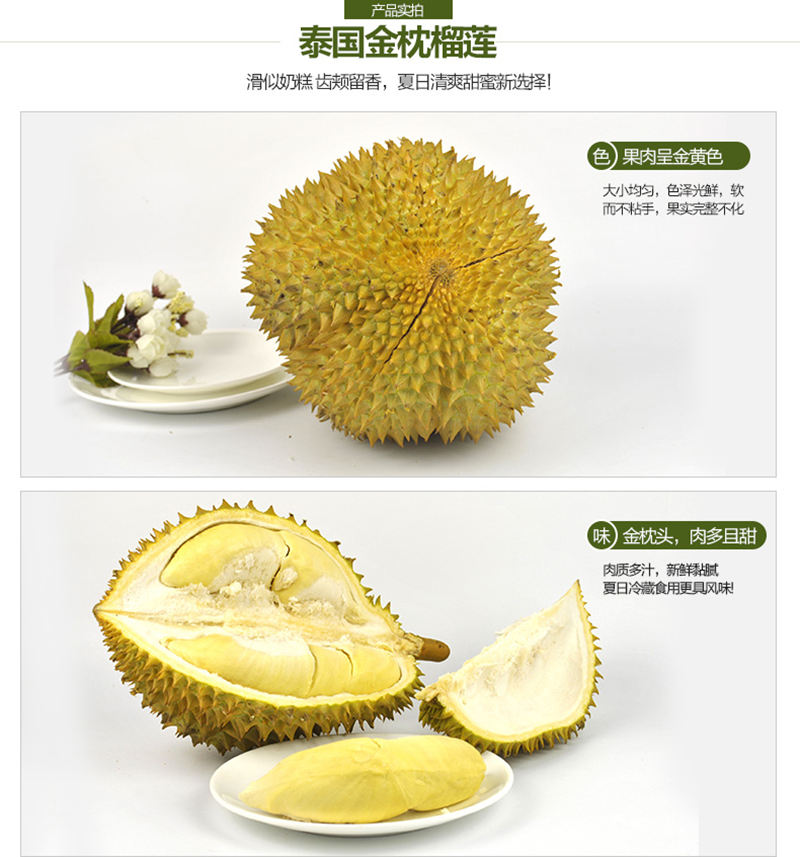 产品实拍
泰国金枕榴莲
滑似奶糕 齿颊留香，夏日清爽甜蜜新选择！
色 果肉呈金黄色
大小均匀，色泽光鲜，软
而不粘手，果实完整不化
味 金枕头，肉多且甜
肉质多汁，新鲜黏腻
夏日冷藏食用更具风味！